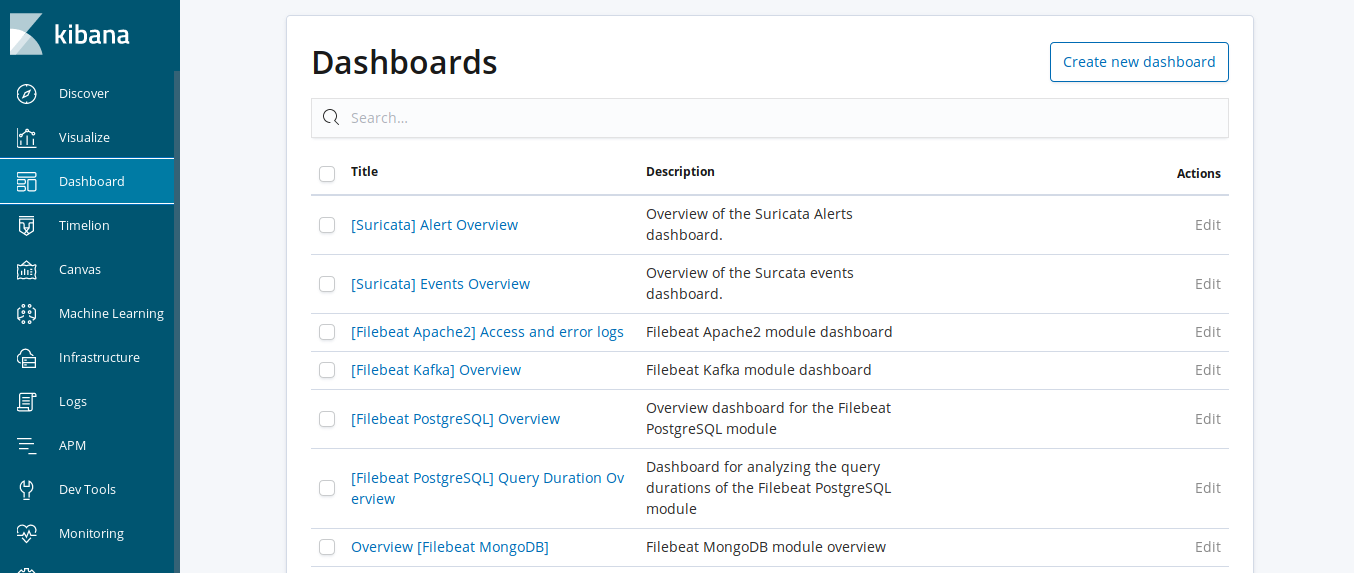 kibana
Discover
Visualize
Dashboard
Timelion
Canvas
Machine Learning
Infrastructure
Logs
APM
Dev Tools
Monitoring
Dashboards
Create new dashboard
Search...
Title Description Actions
[Suricata] Alert Overview
Overview of the Suricata Alerts
dashboard.
Edit
[Suricata] Events Overview
Overview of the Surcata events
dashboard.
Edit
[Filebeat Apache2] Access and error logs
Filebeat Apache2 module dashboard
Edit
[Filebeat Kafka] Overview
Filebeat Kafka module dashboard
Edit
[Filebeat PostgreSQL] Overview
Overview dashboard for the Filebeat
PostgreSQL module
Edit
[Filebeat PostgreSQL] Query Duration Ov
erview
Dashboard for analyzing the query
durations of the Filebeat PostgreSQL
module
Edit
Overview [Filebeat MongoDB]
Filebeat MongoDB module overview
Edit